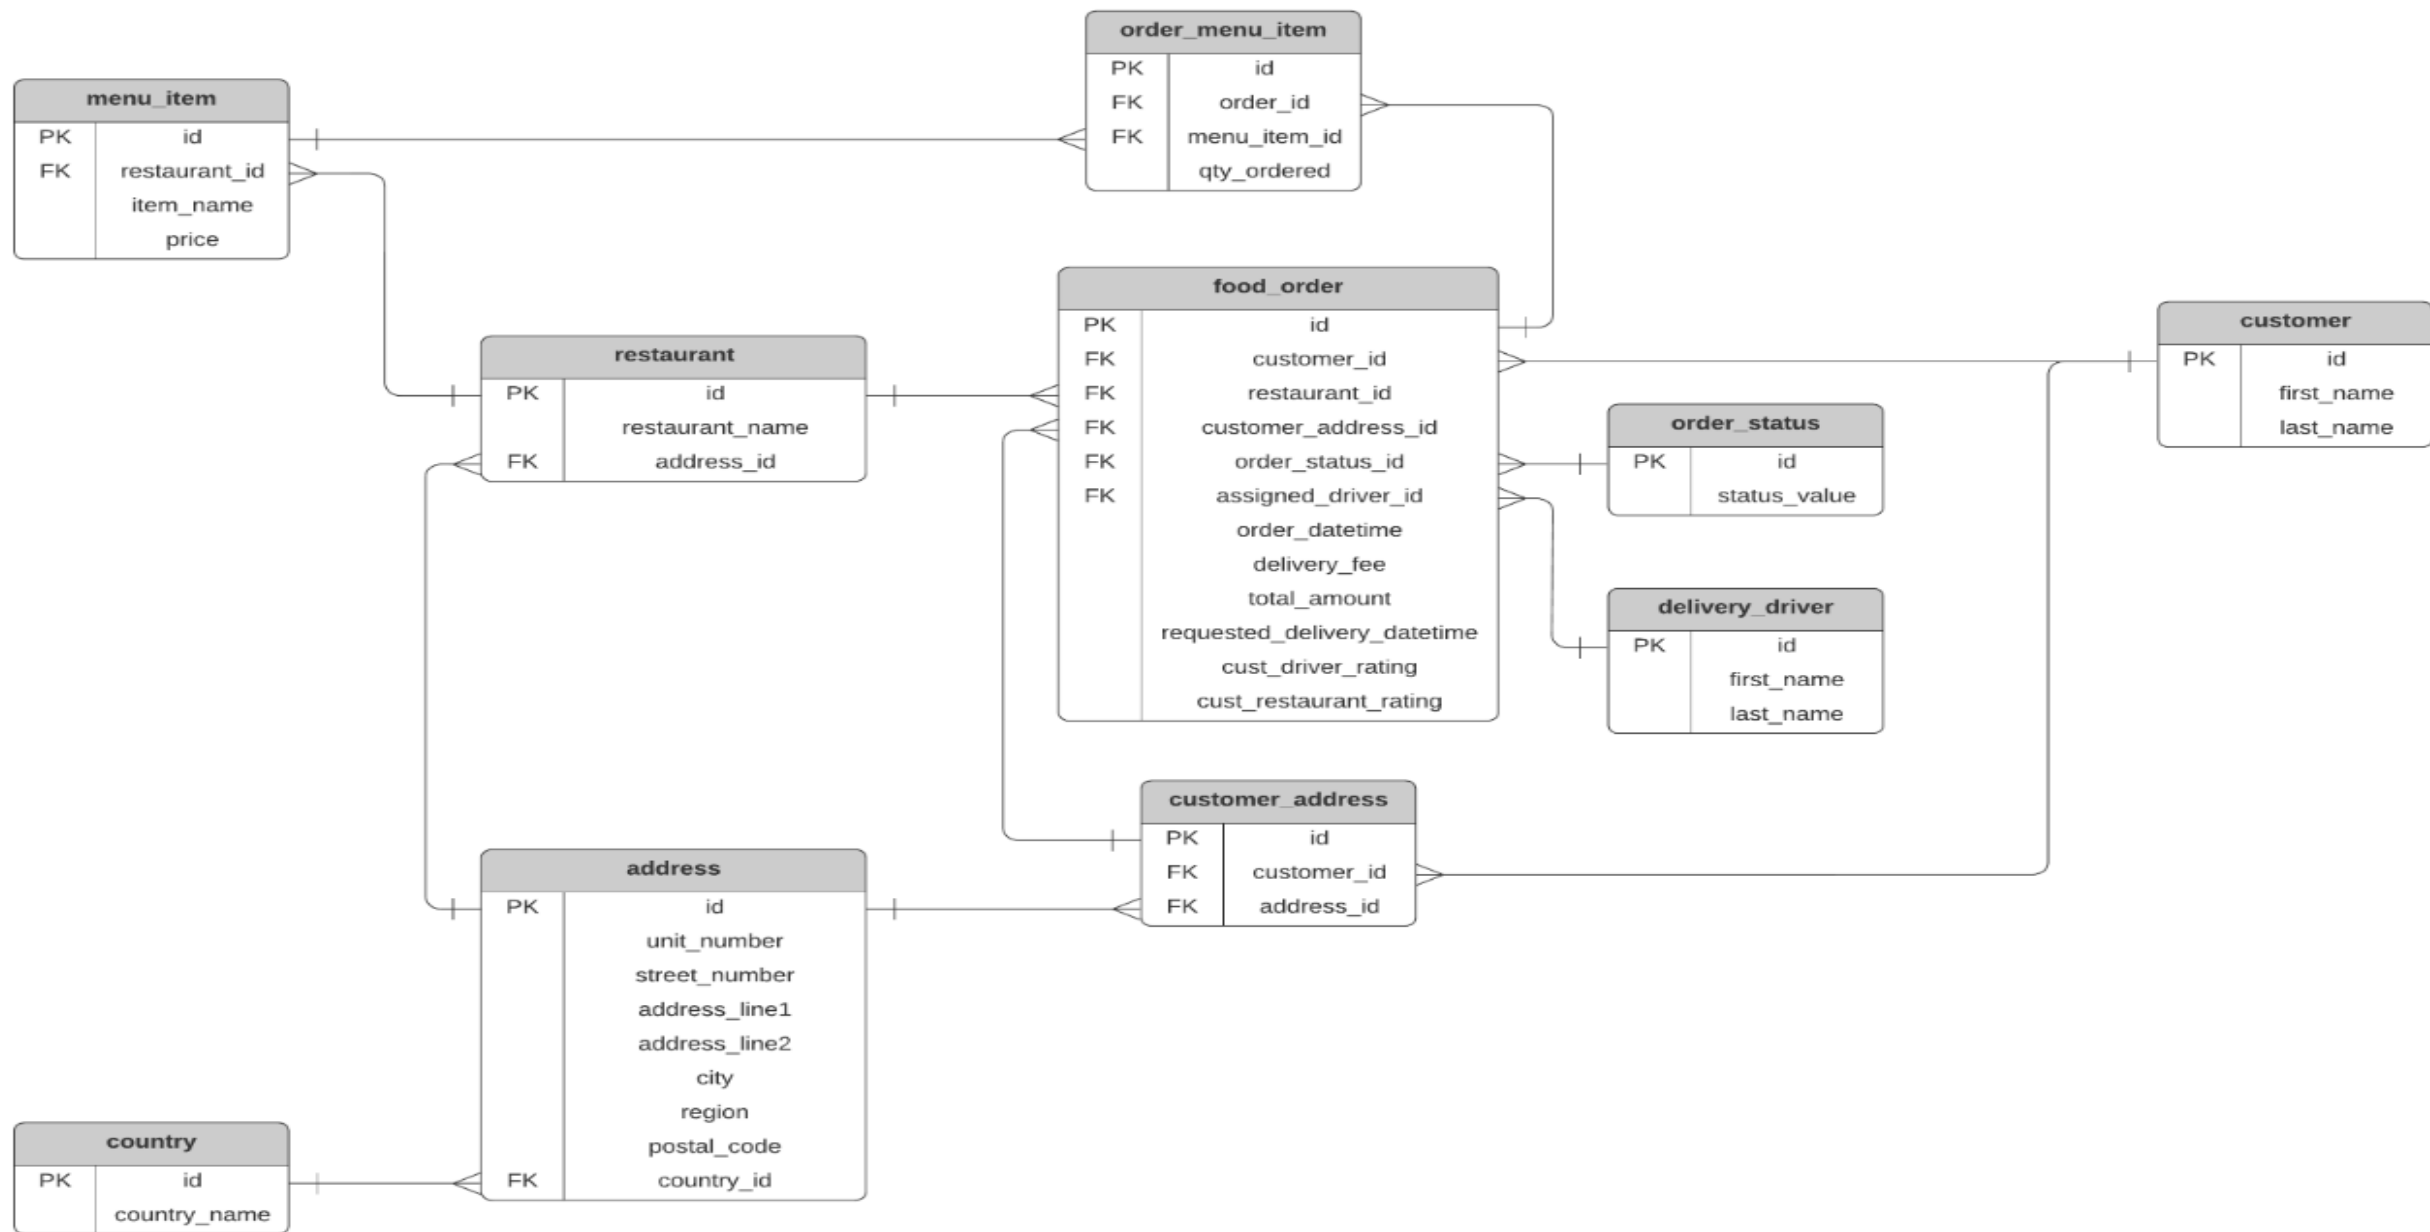 order_menu_item
PK id
FK order_id
FK menu_item_id
qty_ordered
menu_item
PK id
FK restaurant_id
item_name
price
food_order
PK id
FK customer_id
FK restaurant_id
FK customer_address_id
FK order_status_id
FK assigned_driver_id
order_datetime
delivery_fee
total_amount
requested_delivery_datetime
cust_driver_rating
cust_restaurant_rating
customer
PK id
first_name
last_name
restaurant
PK id
restaurant_name
FK address_id
order_status
PK id
status_value
delivery_driver
PK id
first_name
last_name
customer_address
PK id
FK customer_id
FK address_id
address
PK id
unit_number
street_number
address_line1
address_line2
city
region
postal_code
FK country_id
country
PK id
country_name